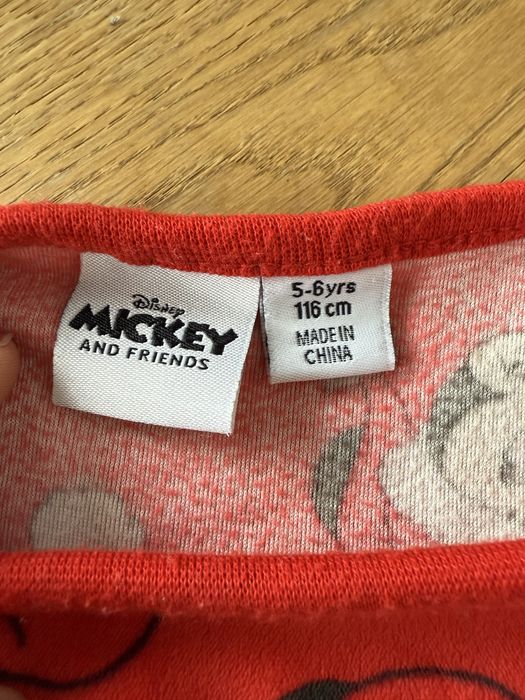 Disney
MICKEY
AND FRIENDS
5-6yrs
116 cm
MADE IN
CHINA